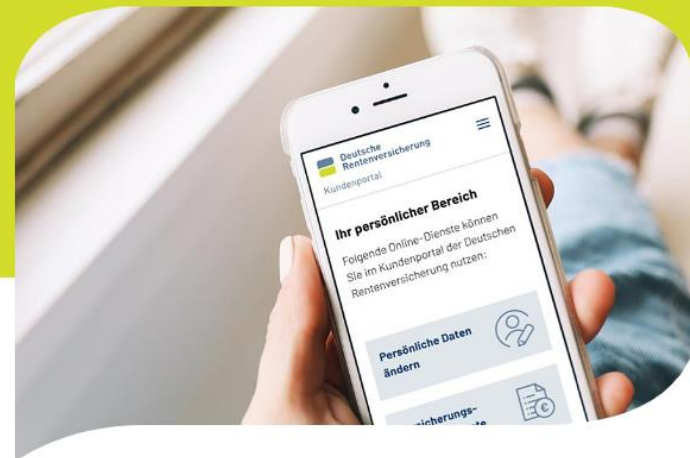 Deutsche
Rentenversicherung
Kundenportal
Ihr persönlicher Bereich
Folgende Online-Dienste können
Sie im Kundenportal der Deutschen
Rentenversicherung nutzen:
Persönliche Daten
ändern